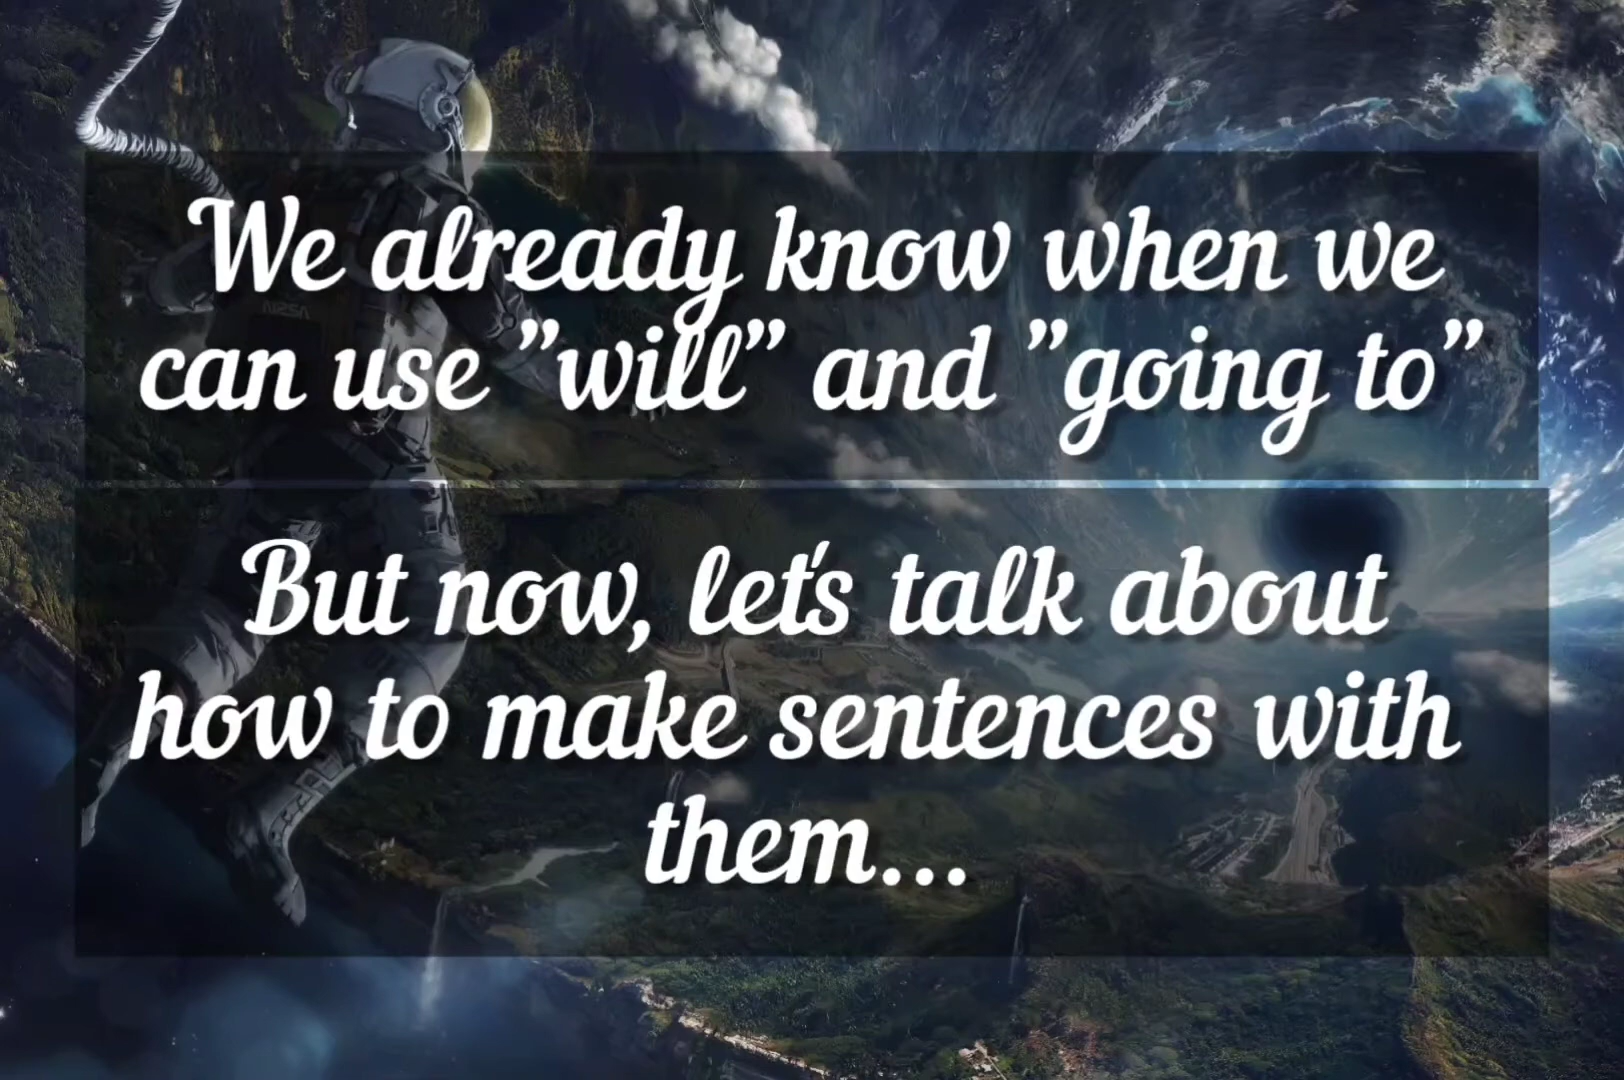 We already know when we
can use "will" and "going to"
But now, let's talk about
how to make sentences with
them...